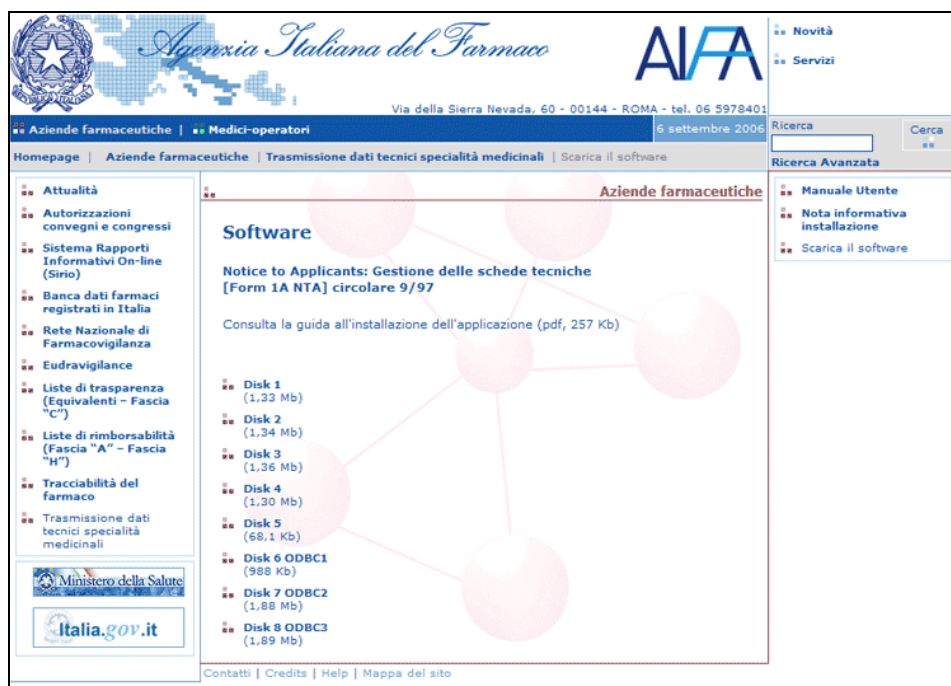 Agenzia Italiana del Farmaco
AIFA
Via della Sierra Nevada, 60 - 00144 - ROMA - tel. 06 5978401
Novità
Servizi
Aziende farmaceutiche | Medici-operatori
6 settembre 2006
Ricerca
Cerca
Ricerca Avanzata
Homepage | Aziende farmaceutiche | Trasmissione dati tecnici specialità medicinali | Scarica il software
Attualità
Autorizzazioni
convegni e congressi
Sistema Rapporti
Informativi On-line
(Sirio)
Banca dati farmaci
registrati in Italia
Rete Nazionale di
Farmacovigilanza
Eudravigilance
Liste di trasparenza
(Equivalenti – Fascia
“C”)
Liste di rimborsabilità
(Fascia “A” – Fascia
“H”)
Tracciabilità del
farmaco
Trasmissione dati
tecnici specialità
medicinali
Ministero della Salute
Italia.gov.it
Aziende farmaceutiche
Software
Notice to Applicants: Gestione delle schede tecniche
[Form 1A NTA] circolare 9/97
Consulta la guida all'installazione dell'applicazione (pdf, 257 Kb)
Disk 1
(1,33 Mb)
Disk 2
(1,34 Mb)
Disk 3
(1,36 Mb)
Disk 4
(1,30 Mb)
Disk 5
(68,1 Kb)
Disk 6 ODBC1
(988 Kb)
Disk 7 ODBC2
(1,88 Mb)
Disk 8 ODBC3
(1,89 Mb)
Manuale Utente
Nota informativa
installazione
Scarica il software
Contatti | Credits | Help | Mappa del sito